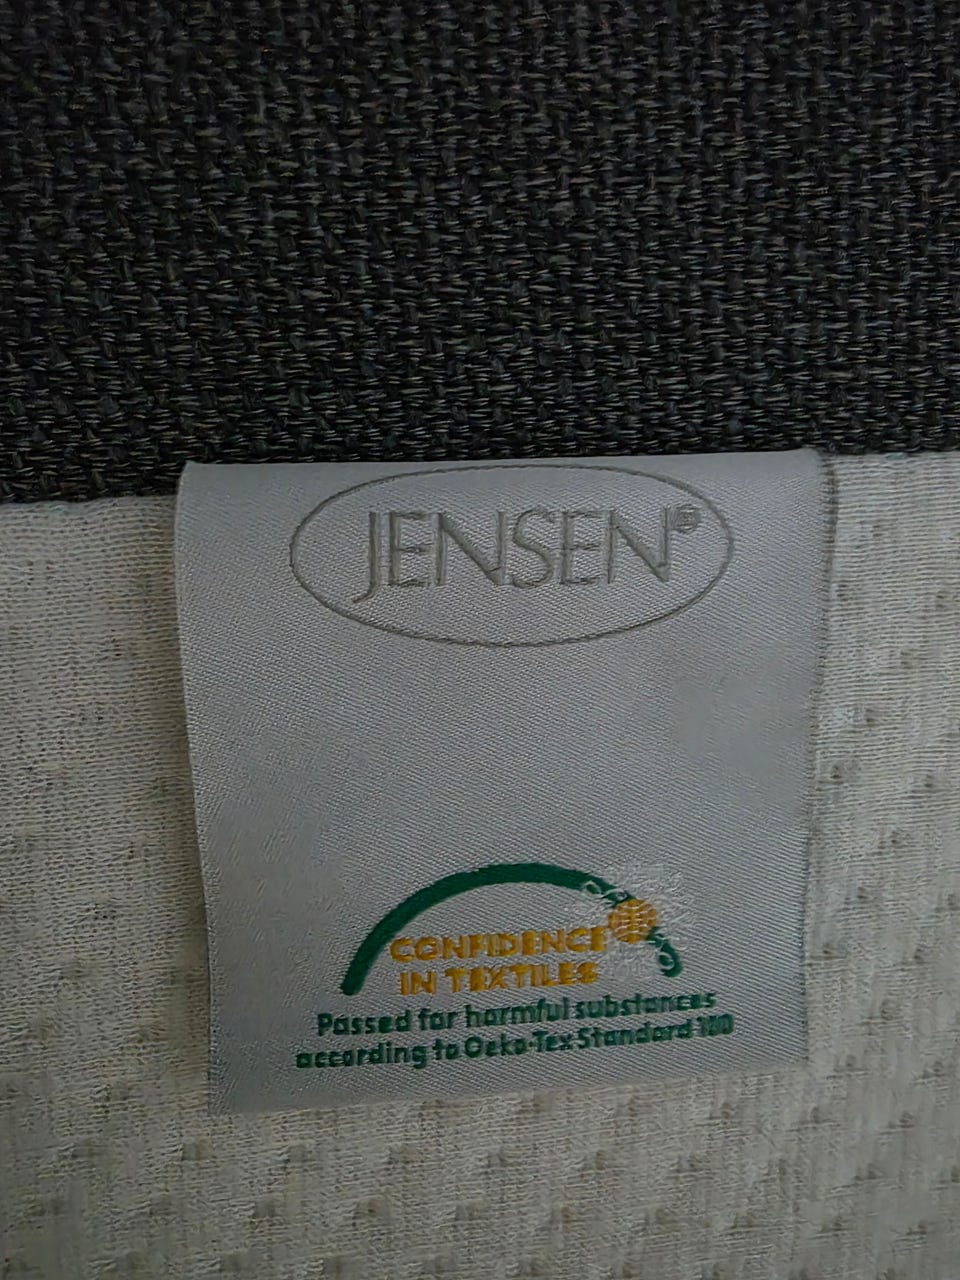 JENSEN®
CONFIDENCE
IN TEXTILES
Passed for harmful substances
according to Oeko-Tex Standard 100